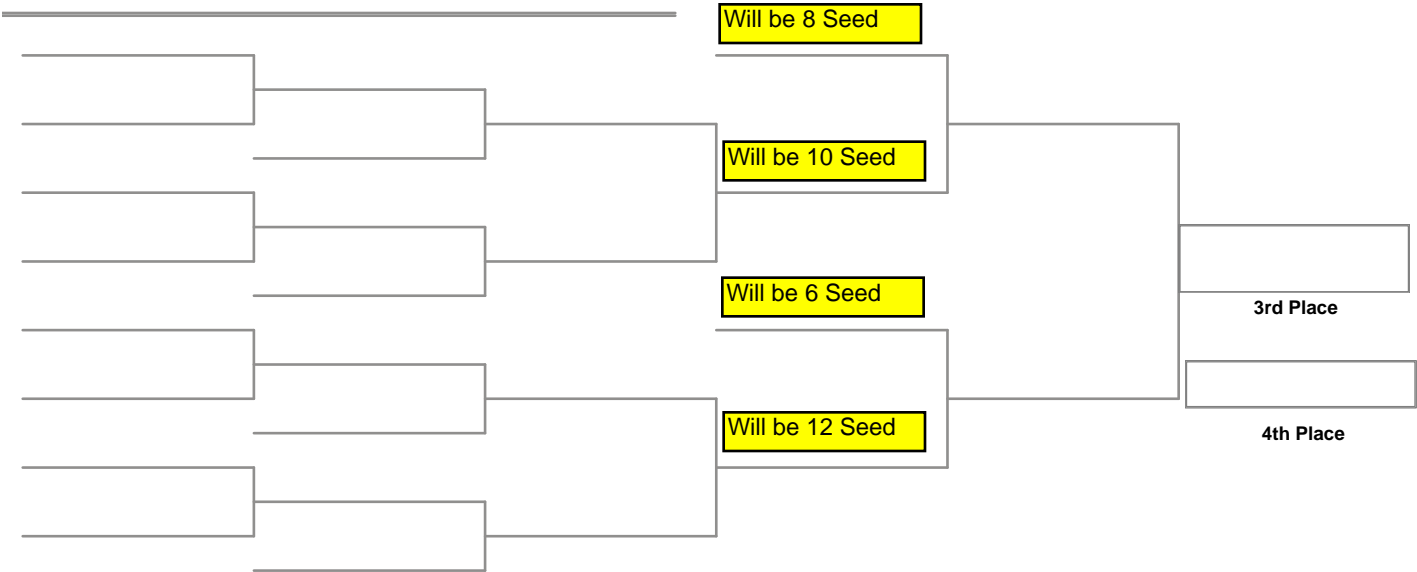 Will be 8 Seed
Will be 10 Seed
Will be 6 Seed
3rd Place
Will be 12 Seed
4th Place